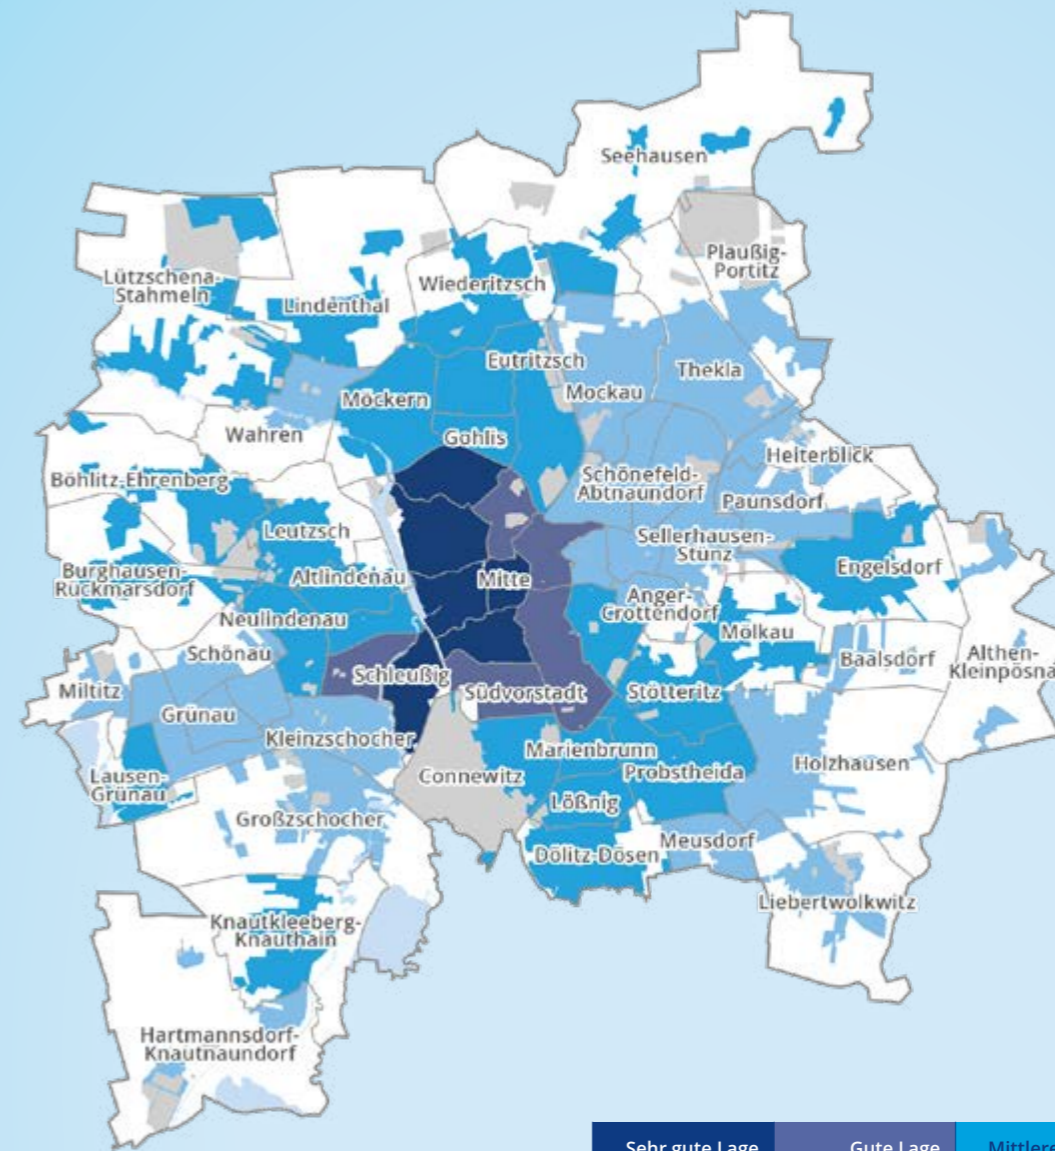 Seehausen
Plaußig-
Portitz
Lützschena-
Stahmeln
Lindenthal
Wiederitzsch
Eutritzsch
Thekla
Möckern
Mockau
Wahren
Gohlis
Heiterblick
Böhlitz-Ehrenberg
Schönefeld-
Abtnaundorf
Paunsdorf
Leutzsch
Sellerhausen-
Stünz
Burghausen-
Rückmarsdorf
Altlindenau
Mitte
Engelsdorf
Anger-
Crottendorf
Neulindenau
Mölkau
Schönau
Baalsdorf
Althen-
Kleinpösna
Schleußig
Miltitz
Südvorstadt
Stötteritz
Grünau
Kleinzschocher
Marienbrunn
Holzhausen
Lausen-
Grünau
Connewitz
Probstheida
Lößnig
Großzschocher
Meusdorf
Dölitz-Dösen
Liebertwolkwitz
Knautkleeberg-
Knauthain
Hartmannsdorf-
Knautnaundorf
Sehr gute Lage Gute Lage Mittlere